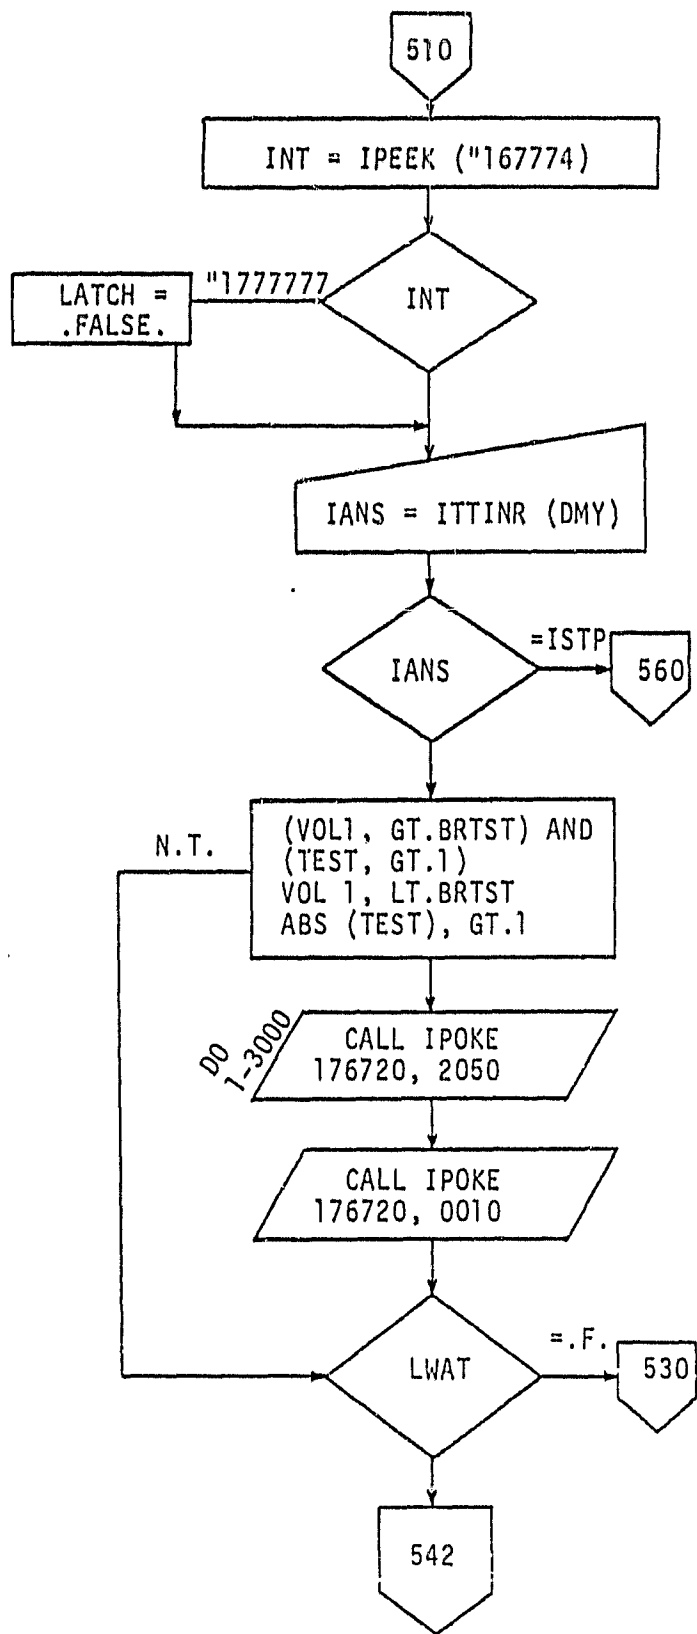 510
INT = IPEEK ("167774)
"1777777
INT
LATCH =
.FALSE.
IANS = ITTINR (DMY)
IANS
=ISTP
560
N.T.
(VOL1, GT.BRTST) AND
(TEST, GT.1)
VOL 1, LT.BRTST
ABS (TEST), GT.1
DO
1-3000
CALL IPOKE
176720, 2050
CALL IPOKE
176720, 0010
LWAT
=.F.
530
542